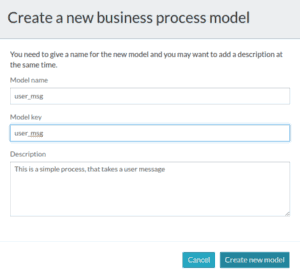 Create a new business process model
You need to give a name for the new model and you may want to add a description at
the same time.
Model name
user_msg
Model key
user_msg
Description
This is a simple process, that takes a user message
Cancel
Create new model